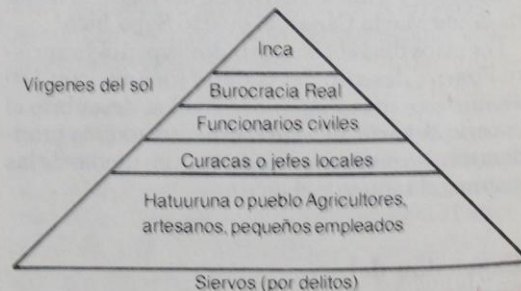 Inca
Vírgenes del sol
Burocracia Real
Funcionarios civiles
Curacas o jefes locales
Hatuuruna o pueblo Agricultores,
artesanos, pequeños empleados
Siervos (por delitos)